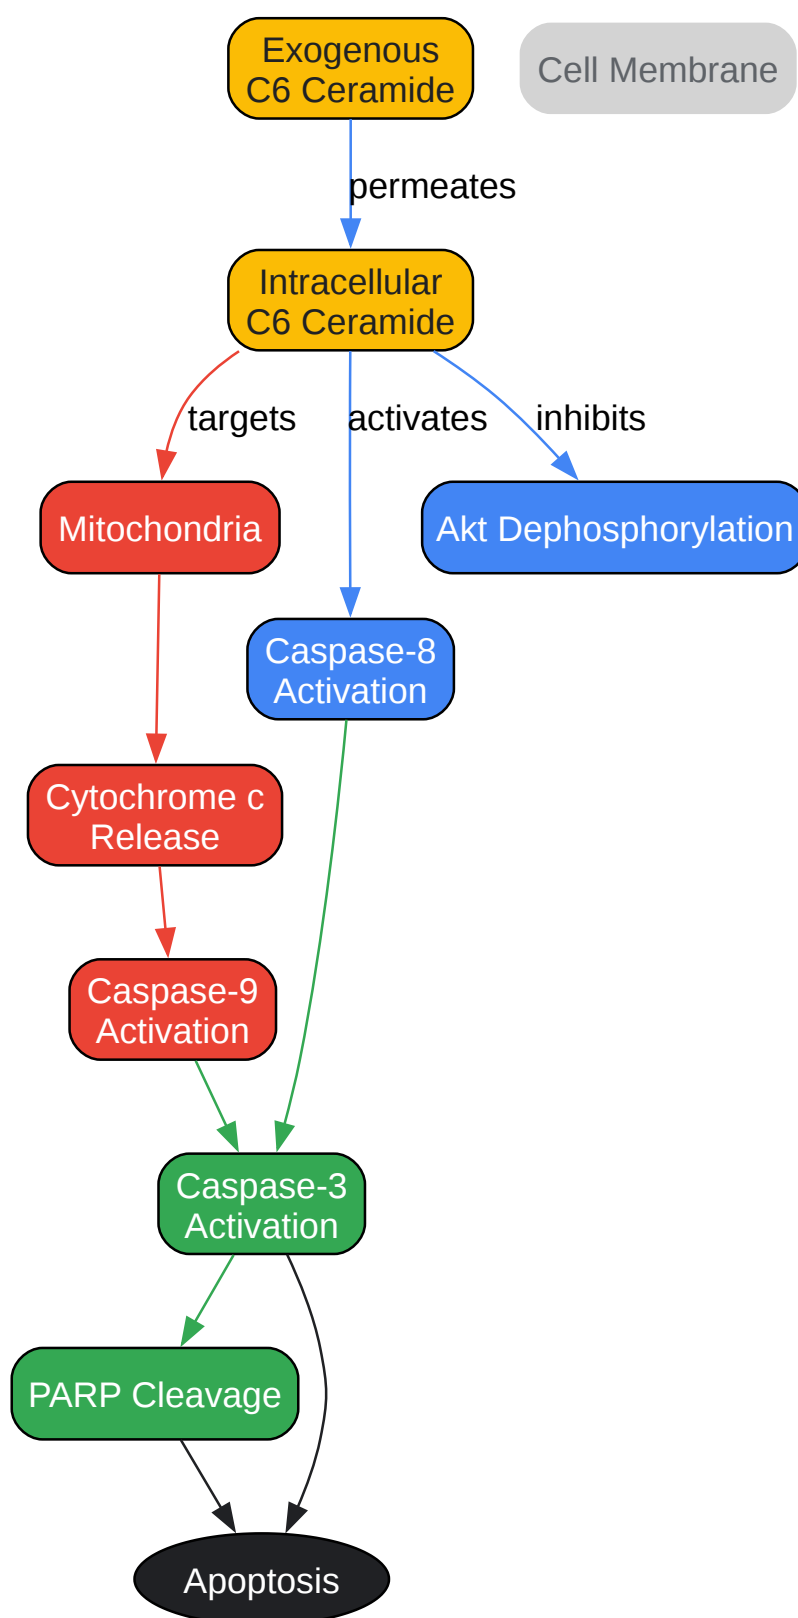 Exogenous
C6 Ceramide
Cell Membrane
permeates
Intracellular
C6 Ceramide
targets
activates
inhibits
Mitochondria
Akt Dephosphorylation
Caspase-8
Activation
Cytochrome c
Release
Caspase-9
Activation
Caspase-3
Activation
PARP Cleavage
Apoptosis